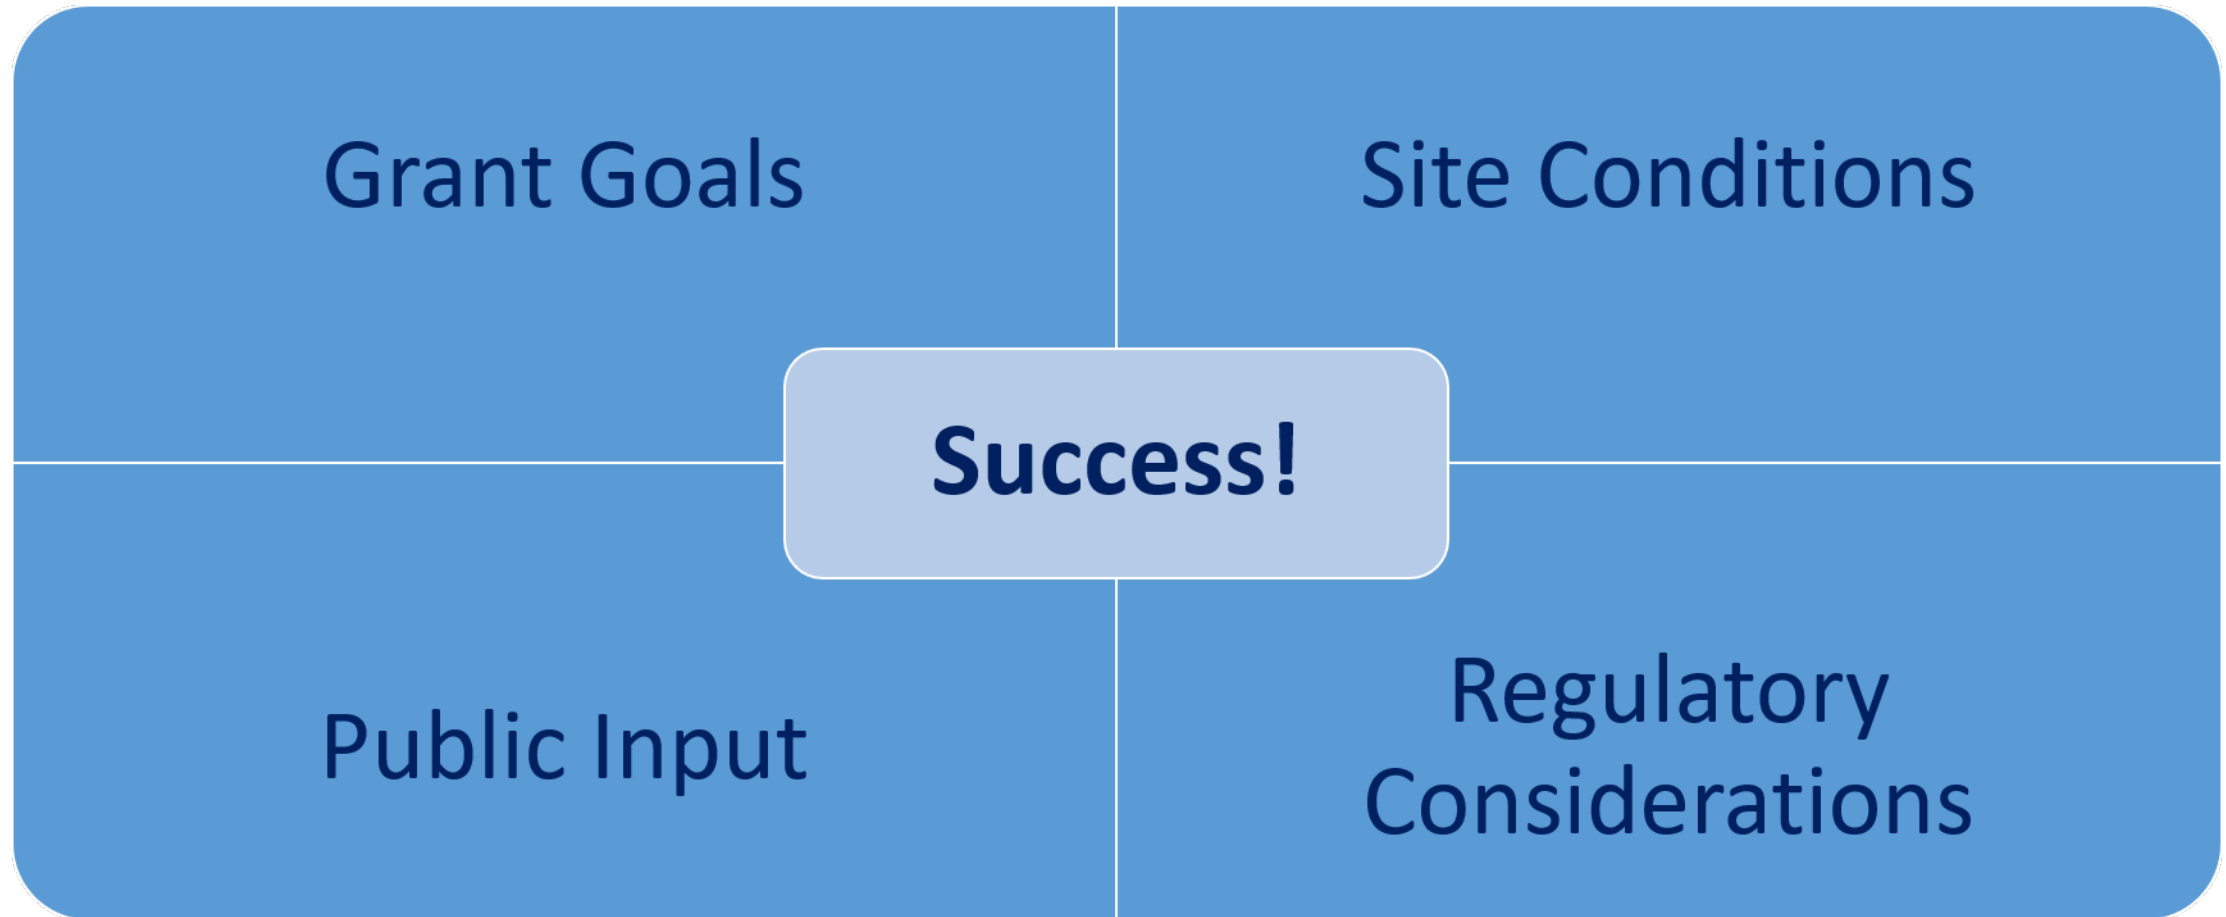 Grant Goals
Site Conditions
Success!
Public Input
Regulatory
Considerations